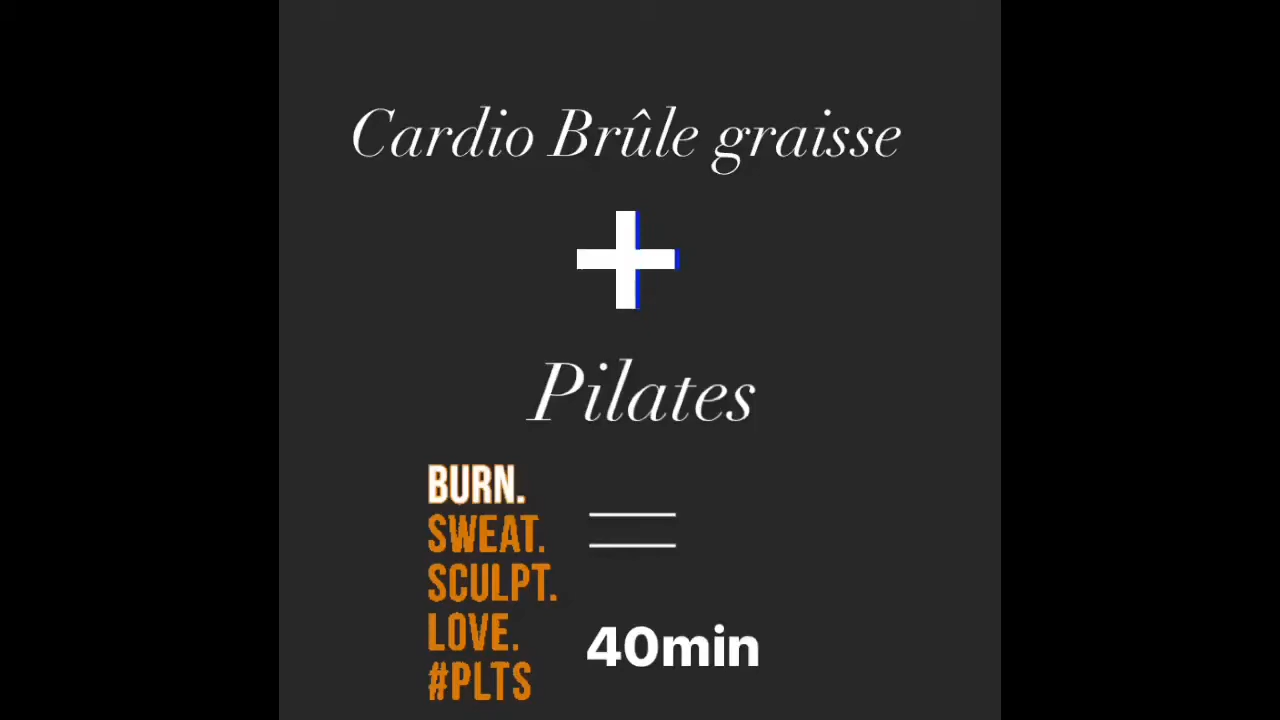 Cardio Brûle graisse
+
Pilates
BURN.
SWEAT.
SCULPT.
LOVE.
#PLTS
=
40min